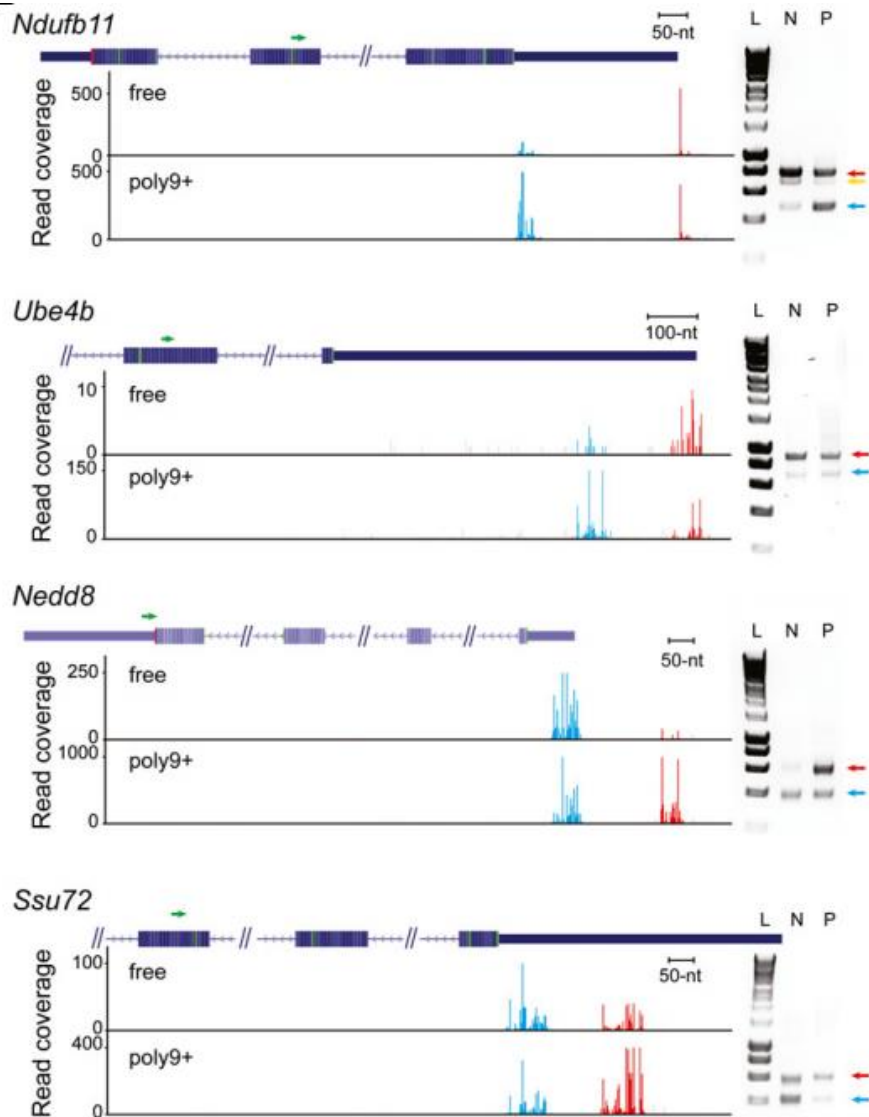 Ndufb11
50-nt
L N P
Read coverage
500
free
0
500
poly9+
0
Ube4b
100-nt
L N P
Read coverage
10
free
0
150
poly9+
0
Nedd8
50-nt
L N P
Read coverage
250
free
0
1000
poly9+
0
Ssu72
50-nt
L N P
Read coverage
100
free
0
400
poly9+
0